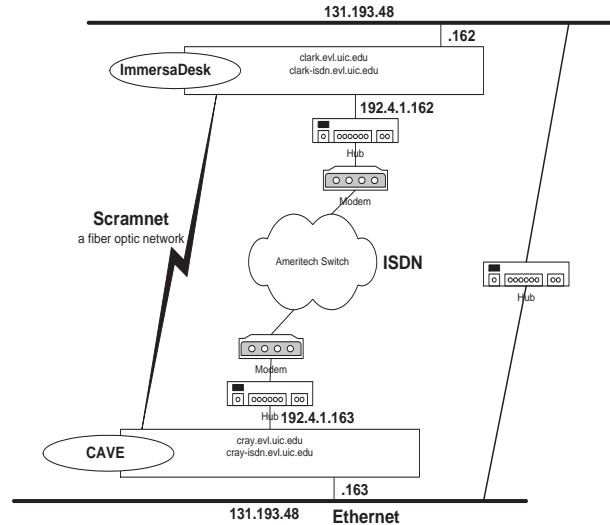 131.193.48
.162
clark.evl.uic.edu
clark-isdn.evl.uic.edu
ImmersaDesk
192.4.1.162
Hub
Modem
Scramnet
a fiber optic network
Ameritech Switch
ISDN
Hub
Modem
Hub
192.4.1.163
cray.evl.uic.edu
cray-isdn.evl.uic.edu
CAVE
.163
131.193.48
Ethernet